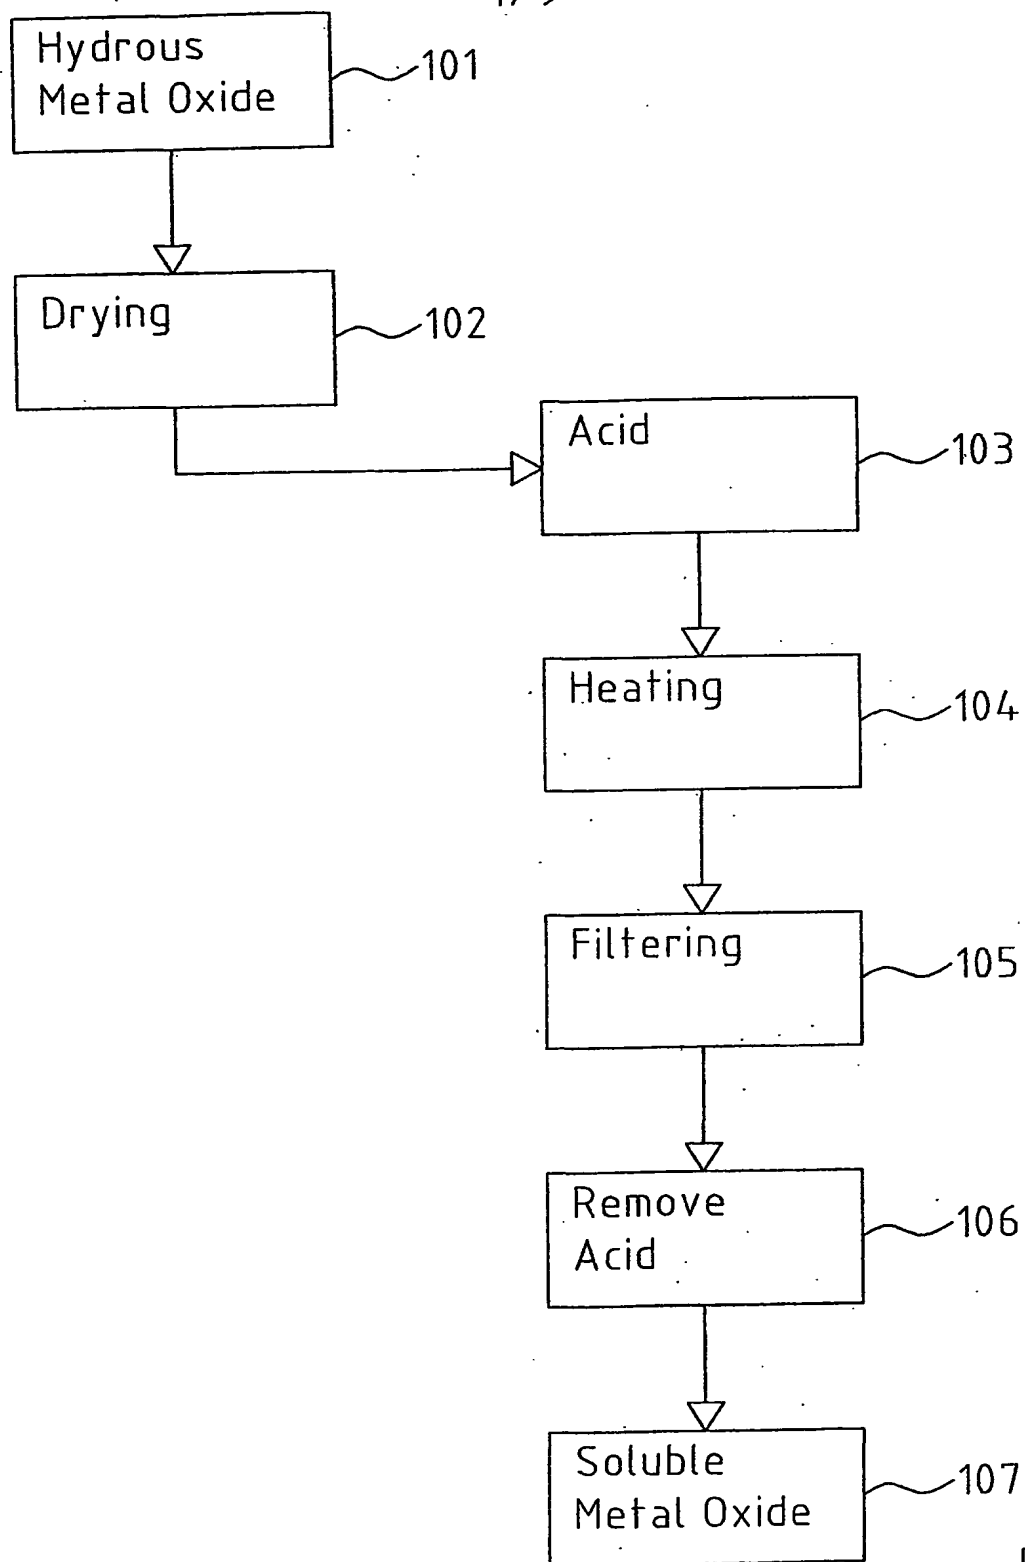 Hydrous
Metal Oxide
101
Drying
102
Acid
103
Heating
104
Filtering
105
Remove
Acid
106
Soluble
Metal Oxide
107